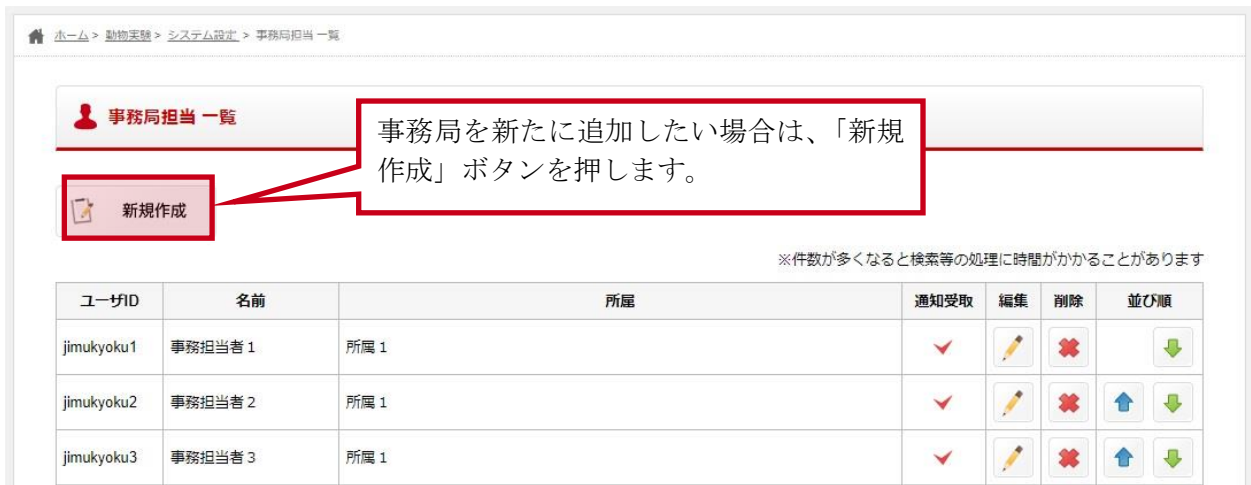 ホーム > 動物実験 > システム設定 > 事務局担当 一覧
事務局担当 一覧
事務局を新たに追加したい場合は、「新規
作成」ボタンを押します。
新規作成
※件数が多くなると検索等の処理に時間がかかることがあります
ユーザID 名前 所属 通知受取 編集 削除 並び順
jimukyoku1 事務担当者1 所属1
jimukyoku2 事務担当者2 所属1
jimukyoku3 事務担当者3 所属1